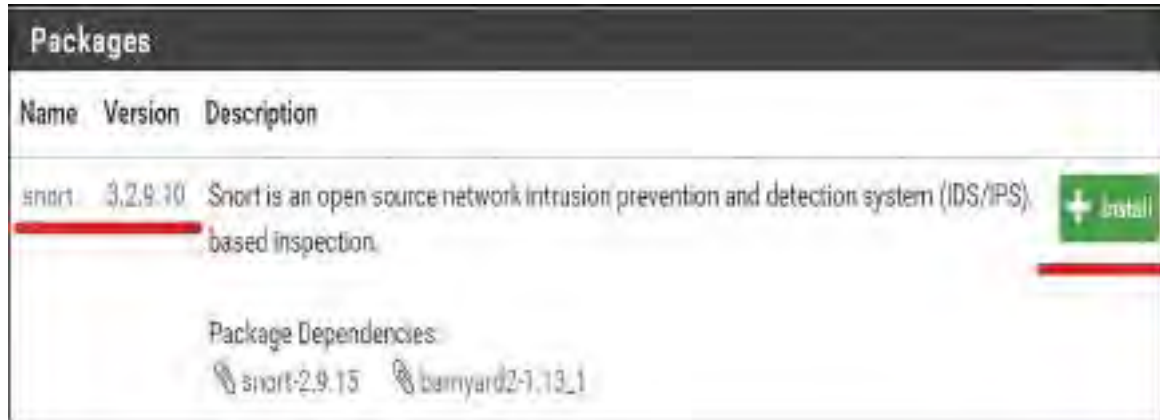 Packages
Name Version Description
snort 3.2.9.10 Snort is an open source network intrusion prevention and detection system (IDS/IPS).
based inspection.
Install
Package Dependencies:
snort-2.9.15 barnyard2-1.13_1